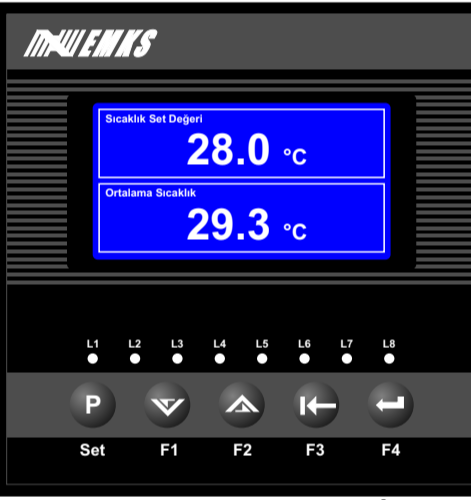 EMKS
Sıcaklık Set Değeri
28.0 °C
Ortalama Sıcaklık
29.3 °C
L1 L2 L3 L4 L5 L6 L7 L8
P
Set F1 F2 F3 F4